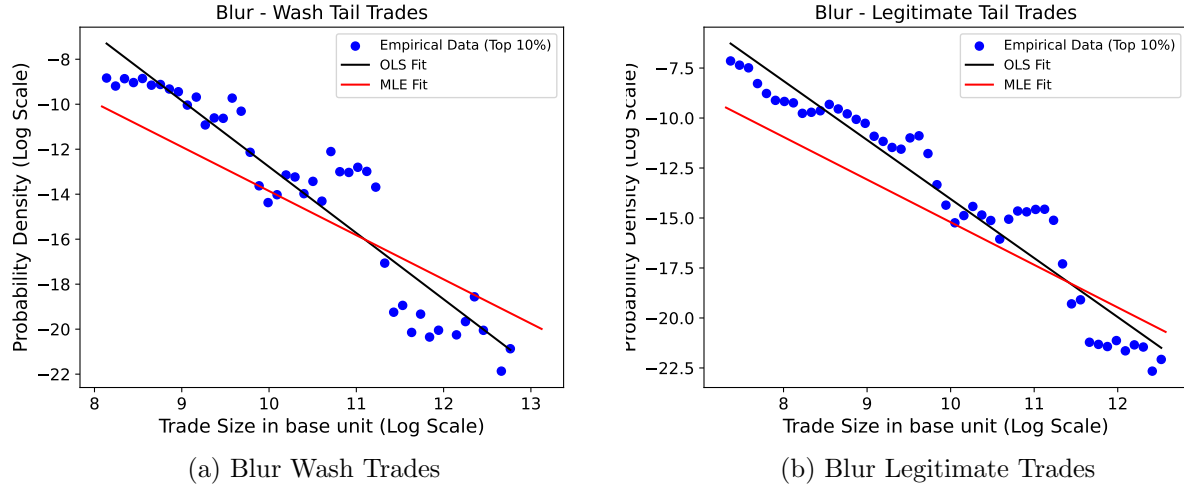 Blur - Wash Tail Trades
Empirical Data (Top 10%)
OLS Fit
MLE Fit
Probability Density (Log Scale)
−8
−10
−12
−14
−16
−18
−20
−22
8
9
10
11
12
13
Trade Size in base unit (Log Scale)
(a) Blur Wash Trades
Blur - Legitimate Tail Trades
Empirical Data (Top 10%)
OLS Fit
MLE Fit
Probability Density (Log Scale)
−7.5
−10.0
−12.5
−15.0
−17.5
−20.0
−22.5
8
9
10
11
12
Trade Size in base unit (Log Scale)
(b) Blur Legitimate Trades